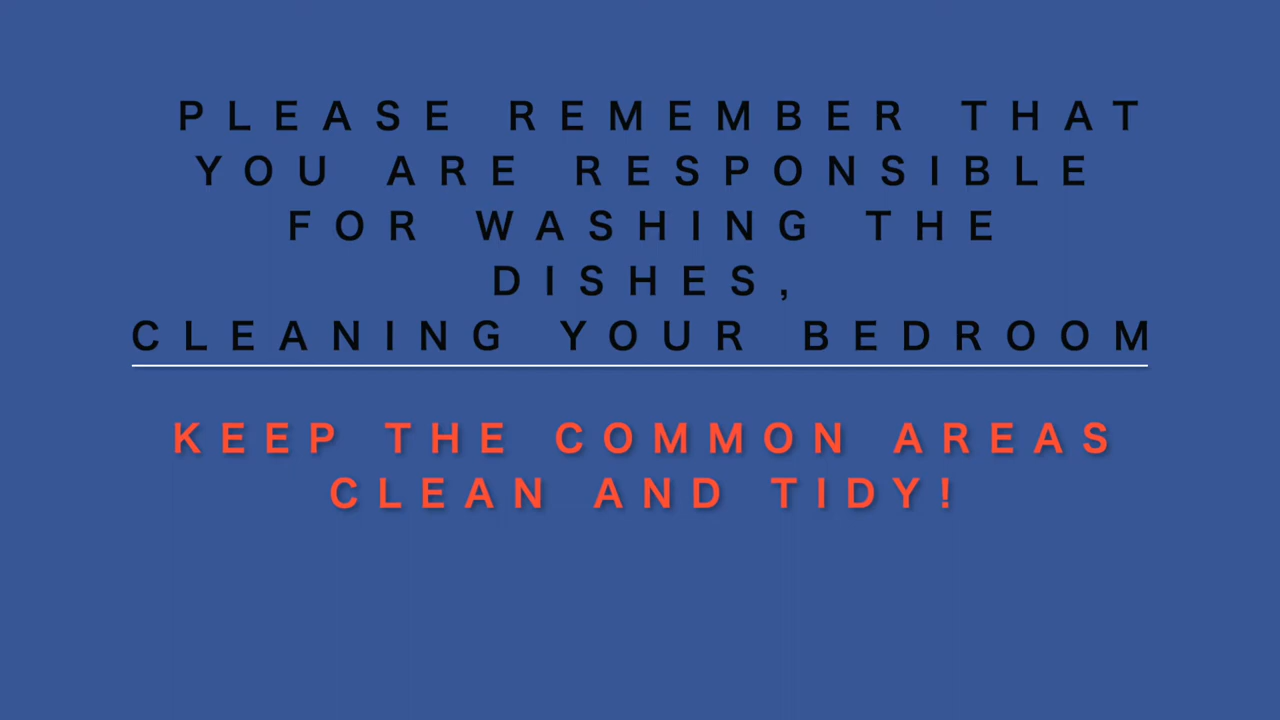 PLEASE REMEMBER THAT
YOU ARE RESPONSIBLE
FOR WASHING THE
DISHES,
CLEANING YOUR BEDROOM
KEEP THE COMMON AREAS
CLEAN AND TIDY!